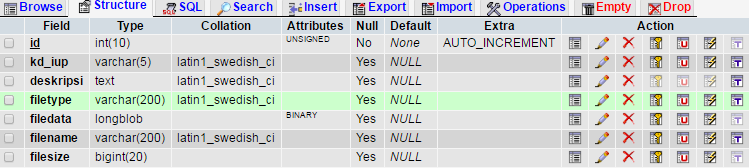 Browse Structure SQL Search Insert Export Import Operations Empty Drop
Field Type Collation Attributes Null Default Extra Action
id int(10) UNSIGNED No None AUTO_INCREMENT
kd_iup varchar(5) latin1_swedish_ci Yes NULL
deskripsi text latin1_swedish_ci Yes NULL
filetype varchar(200) latin1_swedish_ci Yes NULL
filedata longblob BINARY Yes NULL
filename varchar(200) latin1_swedish_ci Yes NULL
filesize bigint(20) Yes NULL